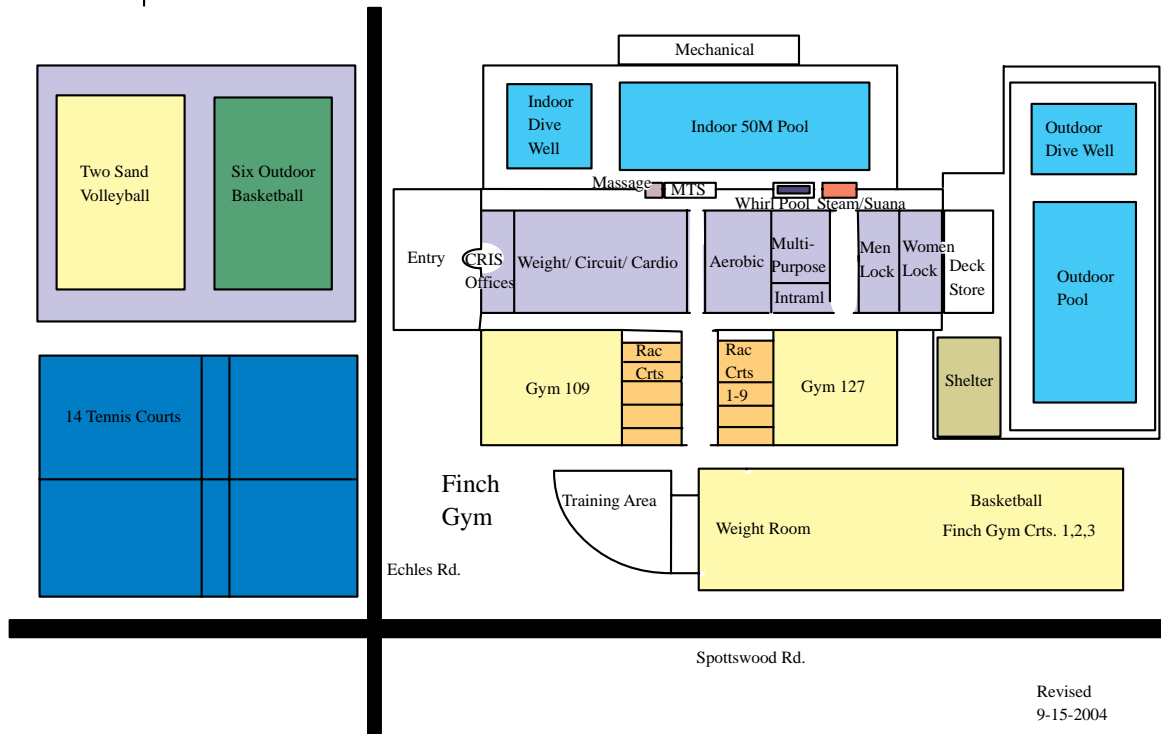 Mechanical
Indoor
Dive
Well
Indoor 50M Pool
Outdoor
Dive Well
Two Sand
Volleyball
Six Outdoor
Basketball
Massage
MTS
Whirl Pool
Steam/Suana
Entry
CRIS
Offices
Weight/ Circuit/ Cardio
Aerobic
Multi-
Purpose
Intraml
Men
Lock
Women
Lock
Deck
Store
Outdoor
Pool
Gym 109
Rac
Crts
Rac
Crts
1-9
Gym 127
Shelter
14 Tennis Courts
Finch
Gym
Training Area
Weight Room
Basketball
Finch Gym Crts. 1,2,3
Echles Rd.
Spottswood Rd.
Revised
9-15-2004